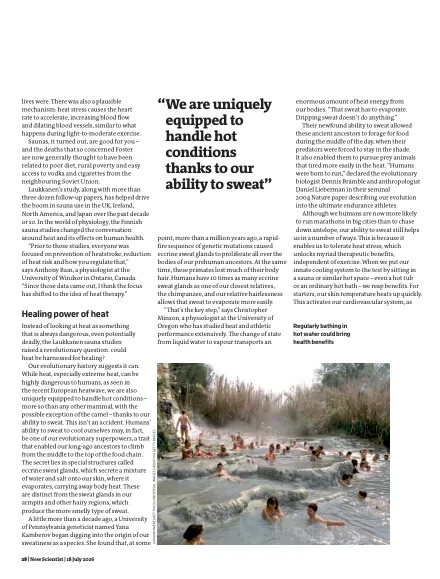 lives were. There was also a plausible
mechanism: heat stress causes the heart
rate to accelerate, increasing blood flow
and dilating blood vessels, similar to what
happens during light-to-moderate exercise.
Saunas, it turned out, are good for you –
and the deaths that so concerned Foster
are now generally thought to have been
related to poor diet, rural poverty and easy
access to vodka and cigarettes from the
neighbouring Soviet Union.
Laukkanen's study, along with more than
three dozen follow-up papers, has helped drive
the boom in sauna use in the UK, Ireland,
North America, and Japan over the past decade
or so. In the world of physiology, the Finnish
sauna studies changed the conversation
around heat and its effects on human health.
"Prior to those studies, everyone was
focused on prevention of heatstroke, reduction
of heat risk and how you regulate that,"
says Anthony Bain, a physiologist at the
University of Windsor in Ontario, Canada.
"Since those data came out, I think the focus
has shifted to the idea of heat therapy."
Healing power of heat
Instead of looking at heat as something
that is always dangerous, even potentially
deadly, the Laukkanen sauna studies
raised a revolutionary question: could
heat be harnessed for healing?
Our evolutionary history suggests it can.
While heat, especially extreme heat, can be
highly dangerous to humans, as seen in
the recent European heatwave, we are also
uniquely equipped to handle hot conditions –
more so than any other mammal, with the
possible exception of the camel – thanks to our
ability to sweat. This isn't an accident. Humans'
ability to cool ourselves may, in fact,
be one of our evolutionary superpowers, a trait
that enabled our long-ago ancestors to climb
from the middle to the top of the food chain.
The secret lies in special structures called
eccrine sweat glands, which secrete a mixture
of water and salt onto our skin, where it
evaporates, carrying away body heat. These
are distinct from the sweat glands in our
armpits and other hairy regions, which
produce the more smelly type of sweat.
A little more than a decade ago, a University
of Pennsylvania geneticist named Yana
Kamberov began digging into the origin of our
sweatiness as a species. She found that, at some
"We are uniquely
equipped to
handle hot
conditions
thanks to our
ability to sweat"
point, more than a million years ago, a rapid-
fire sequence of genetic mutations caused
eccrine sweat glands to proliferate all over the
bodies of our prehuman ancestors. At the same
time, these primates lost much of their body
hair. Humans have 10 times as many eccrine
sweat glands as one of our closest relatives,
the chimpanzee, and our relative hairlessness
allows that sweat to evaporate more easily.
"That's the key step," says Christopher
Minson, a physiologist at the University of
Oregon who has studied heat and athletic
performance extensively. The change of state
from liquid water to vapour transports an
enormous amount of heat energy from
our bodies. "That sweat has to evaporate.
Dripping sweat doesn't do anything."
Their newfound ability to sweat allowed
these ancient ancestors to forage for food
during the middle of the day, when their
predators were forced to stay in the shade.
It also enabled them to pursue prey animals
that tired more easily in the heat. "Humans
were born to run," declared the evolutionary
biologist Dennis Bramble and anthropologist
Daniel Lieberman in their seminal
2004 Nature paper describing our evolution
into the ultimate endurance athletes.
Although we humans are now more likely
to run marathons in big cities than to chase
down antelope, our ability to sweat still helps
us in a number of ways. This is because it
enables us to tolerate heat stress, which
unlocks myriad therapeutic benefits,
independent of exercise. When we put our
innate cooling system to the test by sitting in
a sauna or similar hot space – even a hot tub
or an ordinary hot bath – we reap benefits. For
starters, our skin temperature heats up quickly.
This activates our cardiovascular system, as
Regularly bathing in
hot water could bring
health benefits
28 | New Scientist | 18 July 2026